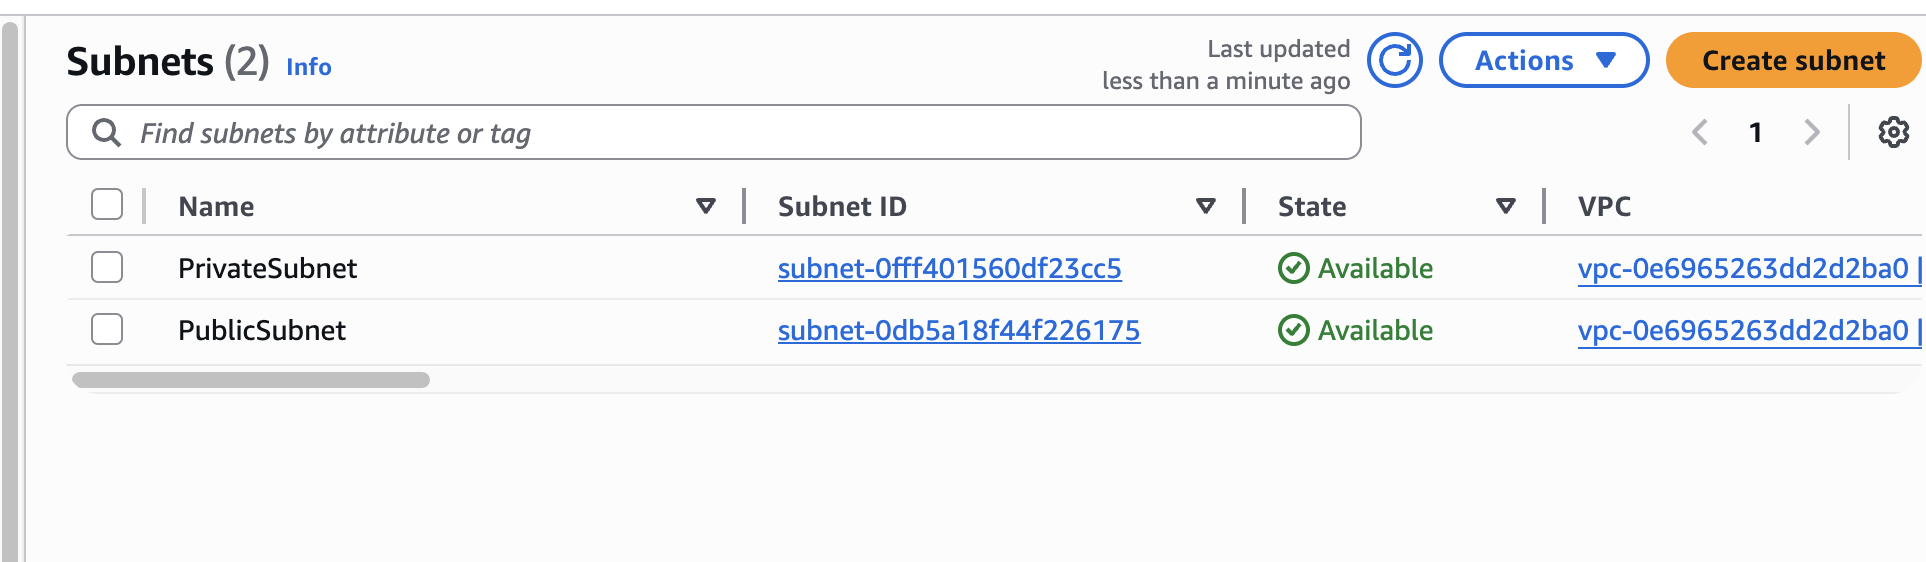 Subnets (2) Info
Last updated
less than a minute ago
Actions
Create subnet
Find subnets by attribute or tag
1
Name Subnet ID State VPC
PrivateSubnet subnet-0fff401560df23cc5 Available vpc-0e6965263dd2d2ba0 |
PublicSubnet subnet-0db5a18f44f226175 Available vpc-0e6965263dd2d2ba0 |